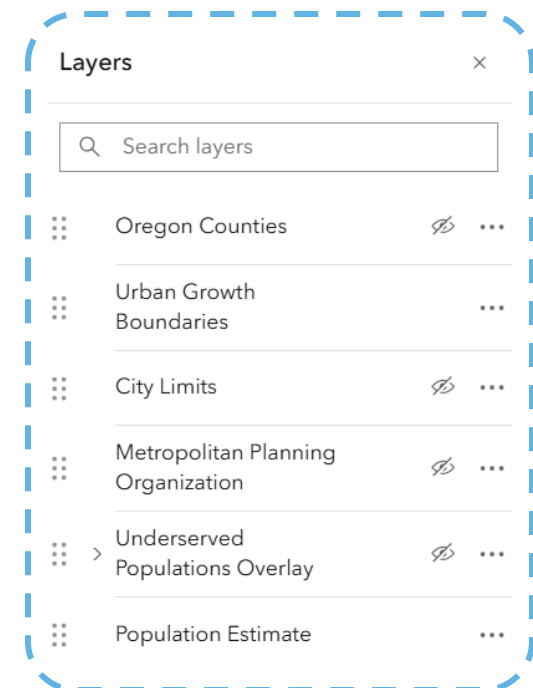 Layers
Search layers
Oregon Counties
Urban Growth
Boundaries
City Limits
Metropolitan Planning
Organization
Underserved
Populations Overlay
Population Estimate